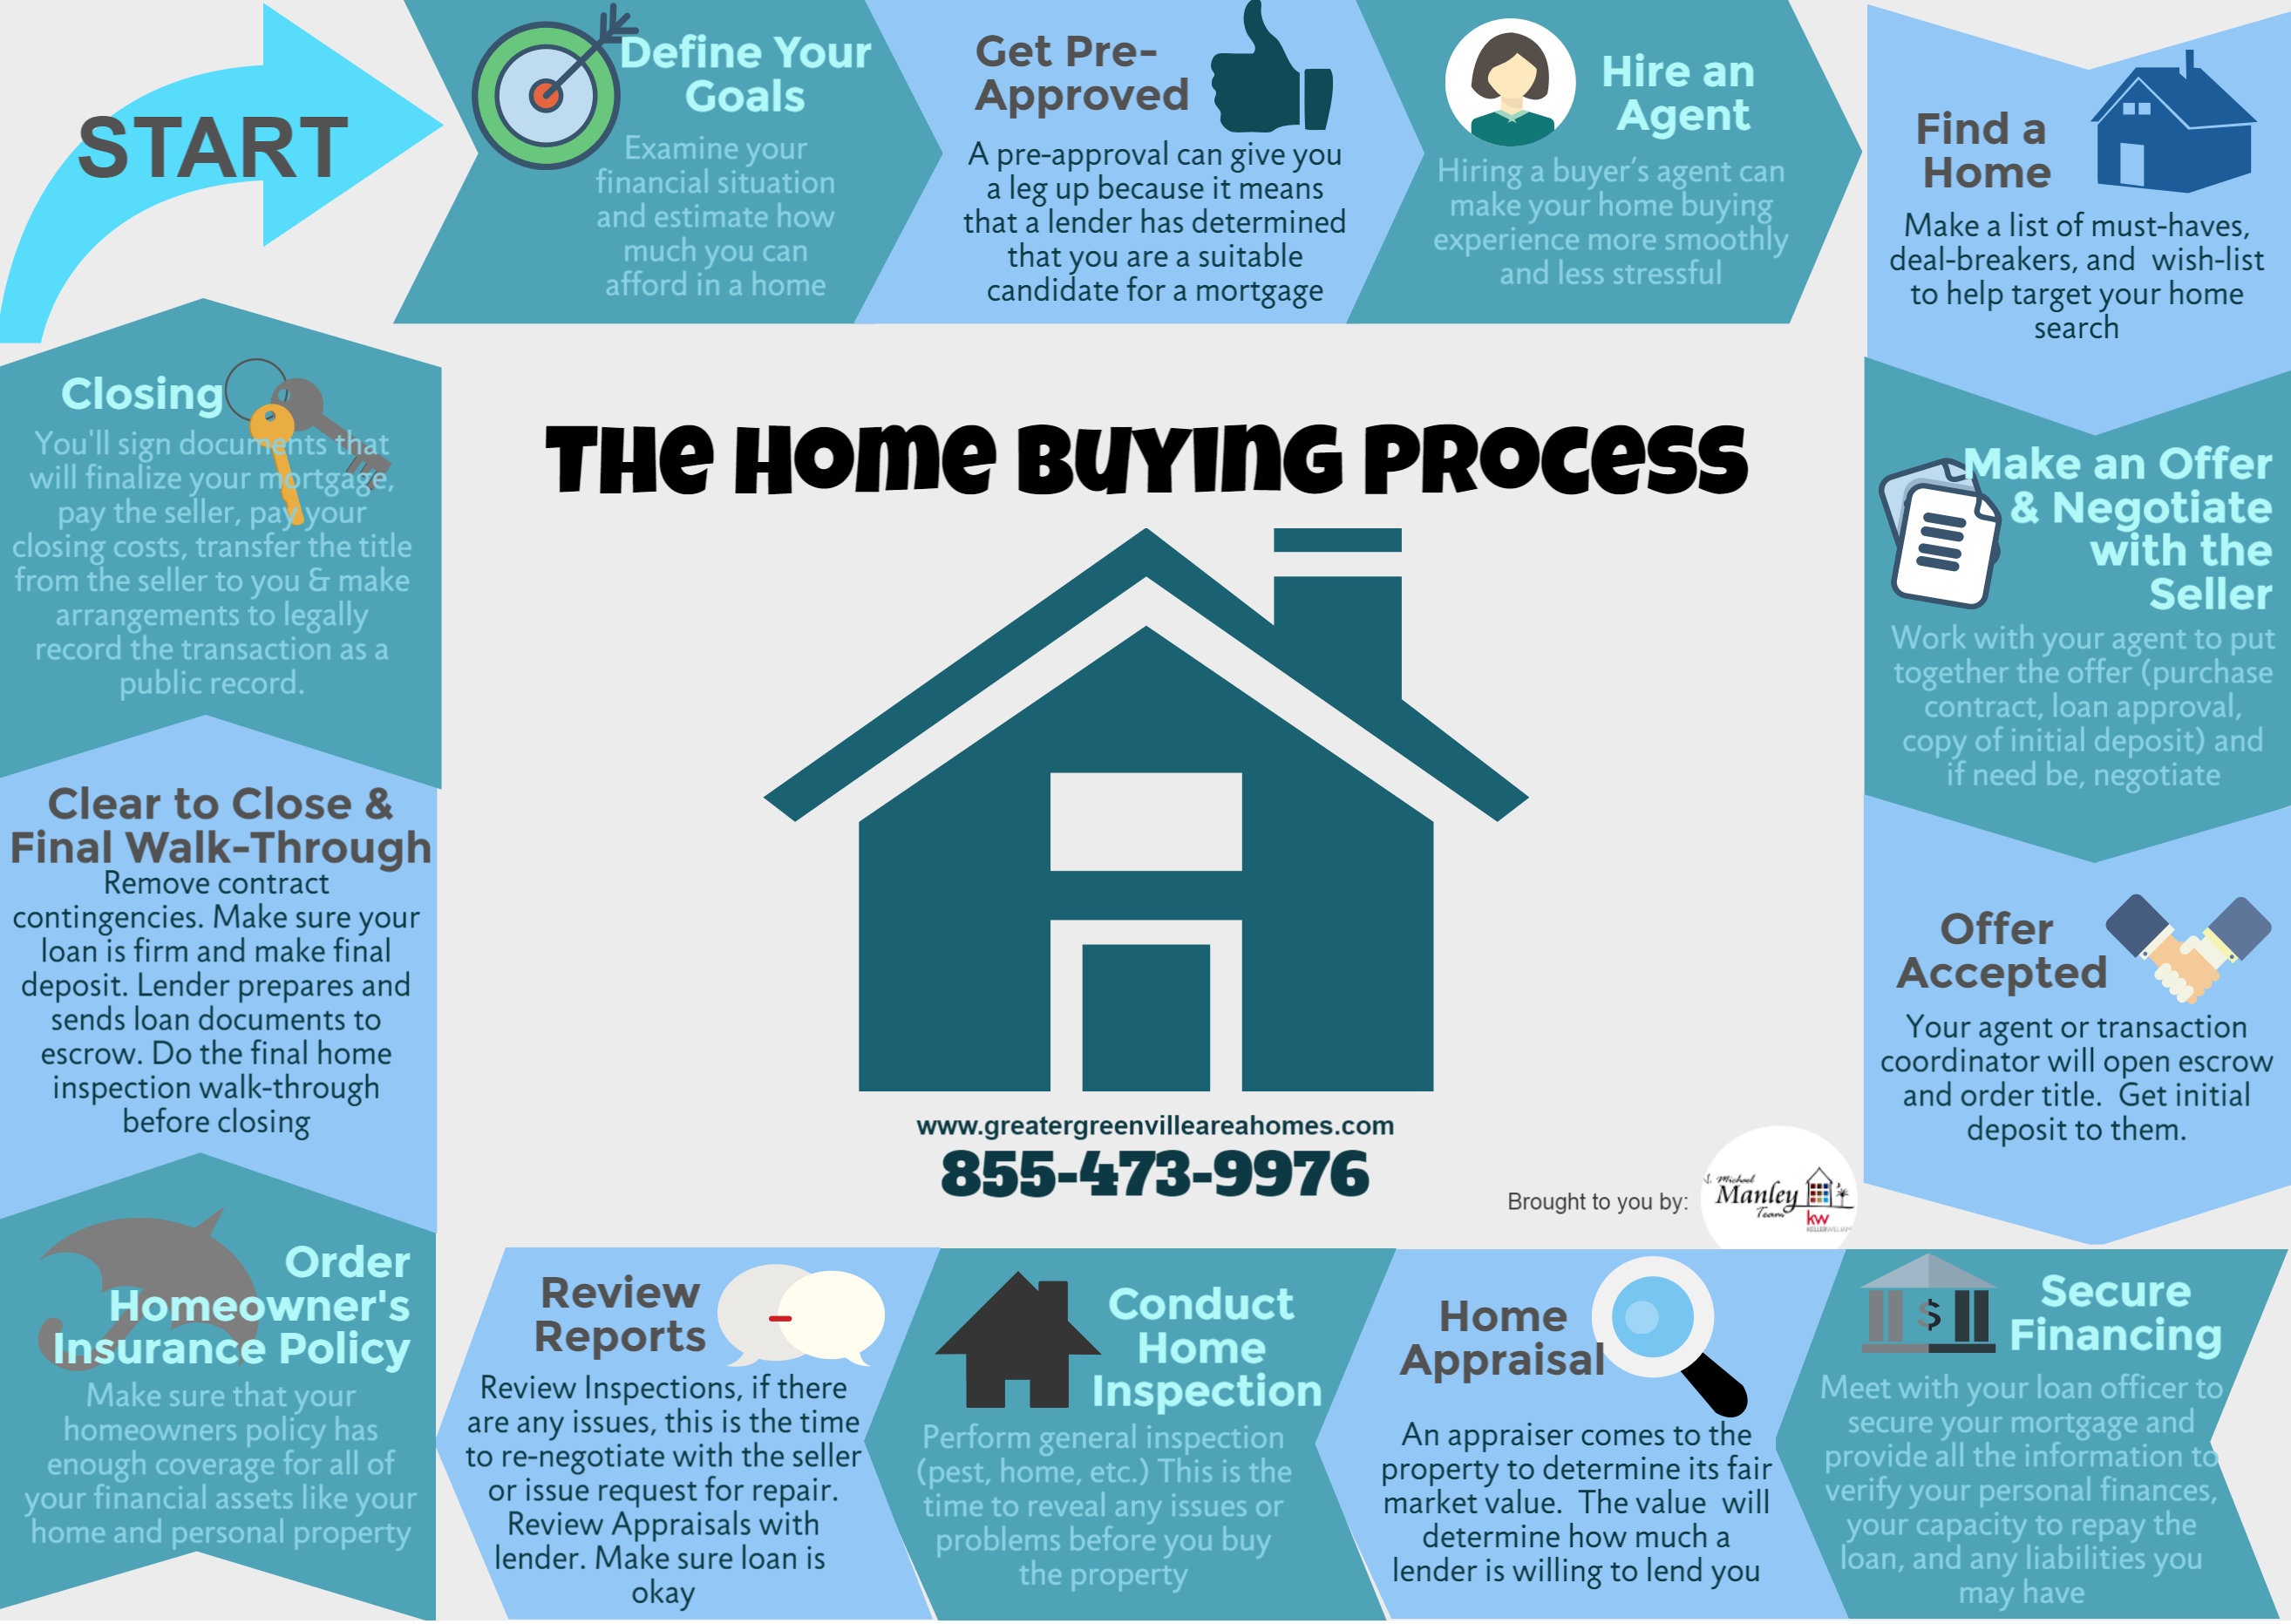 START
Define Your
Goals
Examine your
financial situation
and estimate how
much you can
afford in a home
Get Pre-
Approved
A pre-approval can give you
a leg up because it means
that a lender has determined
that you are a suitable
candidate for a mortgage
Hire an
Agent
Hiring a buyer's agent can
make your home buying
experience more smoothly
and less stressful
Find a
Home
Make a list of must-haves,
deal-breakers, and wish-list
to help target your home
search
Make an Offer
& Negotiate
with the
Seller
Work with your agent to put
together the offer (purchase
contract, loan approval,
copy of initial deposit) and
if need be, negotiate
Offer
Accepted
Your agent or transaction
coordinator will open escrow
and order title. Get initial
deposit to them.
Secure
Financing
$
Meet with your loan officer to
secure your mortgage and
provide all the information to
verify your personal finances,
your capacity to repay the
loan, and any liabilities you
may have
Home
Appraisal
An appraiser comes to the
property to determine its fair
market value. The value will
determine how much a
lender is willing to lend you
Conduct
Home
Inspection
Perform general inspection
(pest, home, etc.) This is the
time to reveal any issues or
problems before you buy
the property
Review
Reports
Review Inspections, if there
are any issues, this is the time
to re-negotiate with the seller
or issue request for repair.
Review Appraisals with
lender. Make sure loan is
okay
Order
Homeowner's
Insurance Policy
Make sure that your
homeowners policy has
enough coverage for all of
your financial assets like your
home and personal property
Clear to Close &
Final Walk-Through
Remove contract
contingencies. Make sure your
loan is firm and make final
deposit. Lender prepares and
sends loan documents to
escrow. Do the final home
inspection walk-through
before closing
Closing
You'll sign documents that
will finalize your mortgage,
pay the seller, pay your
closing costs, transfer the title
from the seller to you & make
arrangements to legally
record the transaction as a
public record.
THE HOME BUYING PROCESS
www.greatergreenvilleareahomes.com
855-473-9976
Brought to you by:
Michael
Manley
Team
kw